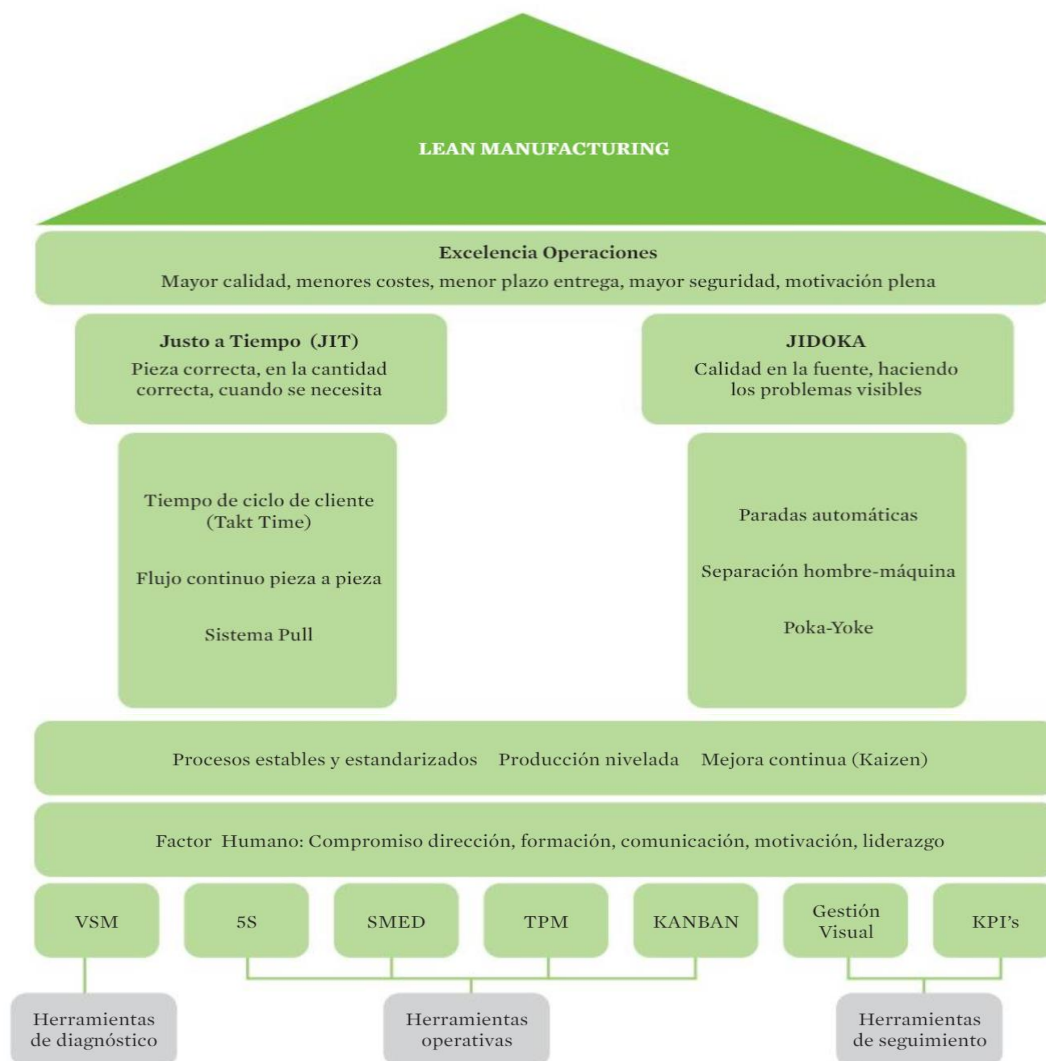 LEAN MANUFACTURING
Excelencia Operaciones
Mayor calidad, menores costes, menor plazo entrega, mayor seguridad, motivación plena
Justo a Tiempo (JIT)
Pieza correcta, en la cantidad
correcta, cuando se necesita
JIDOKA
Calidad en la fuente, haciendo
los problemas visibles
Tiempo de ciclo de cliente
(Takt Time)
Flujo continuo pieza a pieza
Sistema Pull
Paradas automáticas
Separación hombre-máquina
Poka-Yoke
Procesos estables y estandarizados Producción nivelada Mejora continua (Kaizen)
Factor Humano: Compromiso dirección, formación, comunicación, motivación, liderazgo
VSM
5S
SMED
TPM
KANBAN
Gestión
Visual
KPI's
Herramientas
de diagnóstico
Herramientas
operativas
Herramientas
de seguimiento